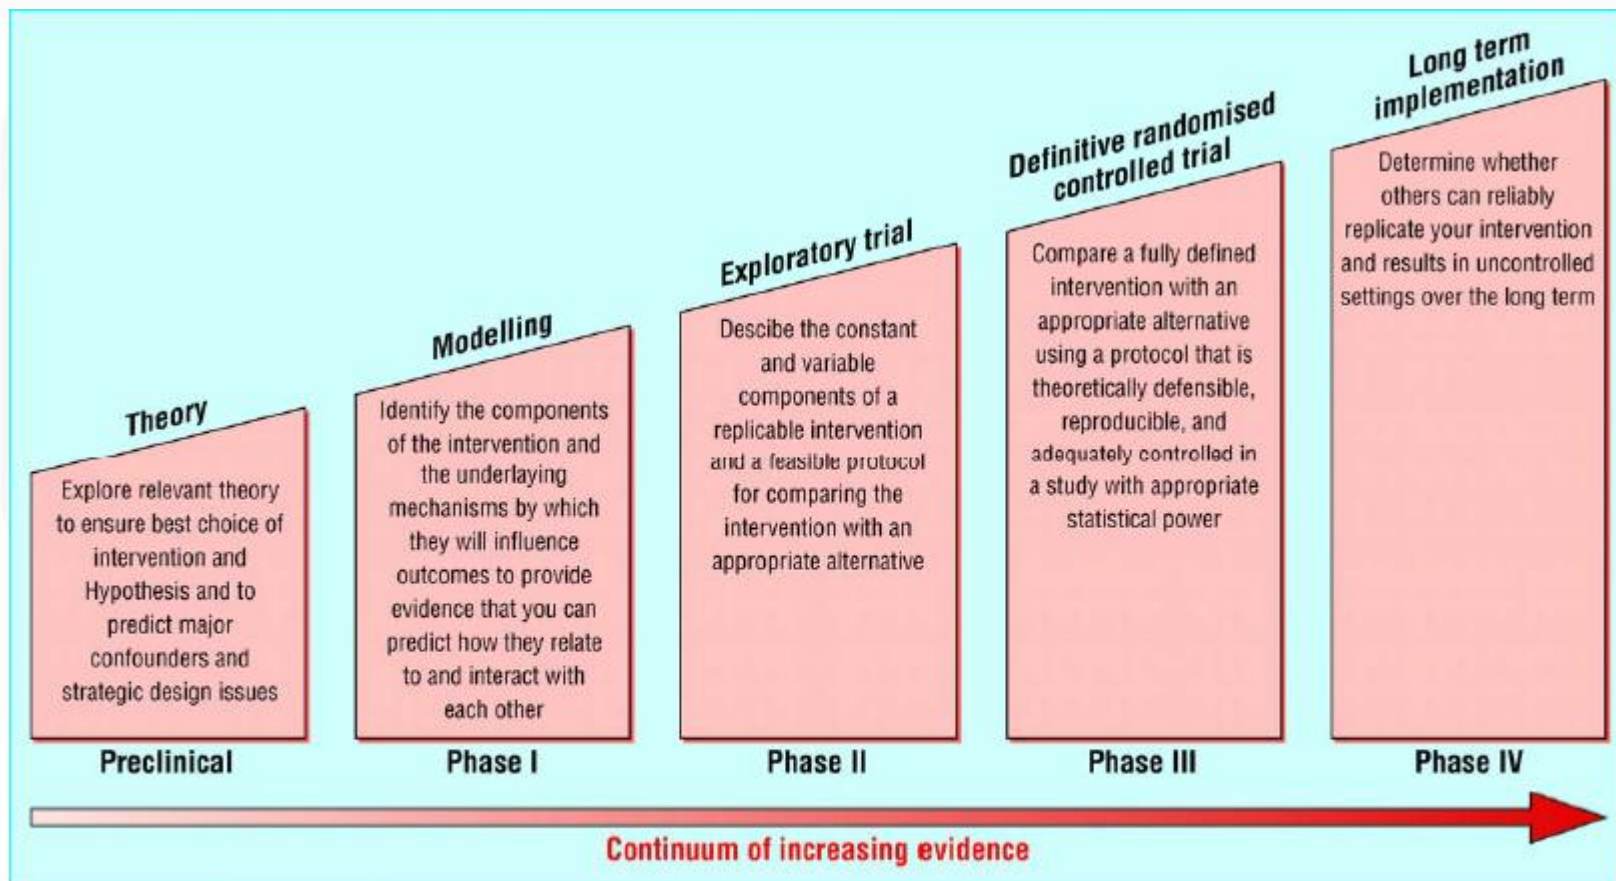 Theory
Explore relevant theory
to ensure best choice of
intervention and
Hypothesis and to
predict major
confounders and
strategic design issues
Preclinical
Modelling
Identify the components
of the intervention and
the underlaying
mechanisms by which
they will influence
outcomes to provide
evidence that you can
predict how they relate
to and interact with
each other
Phase I
Exploratory trial
Descibe the constant
and variable
components of a
replicable intervention
and a feasible protocol
for comparing the
intervention with an
appropriate alternative
Phase II
Definitive randomised
controlled trial
Compare a fully defined
intervention with an
appropriate alternative
using a protocol that is
theoretically defensible,
reproducible, and
adequately controlled in
a study with appropriate
statistical power
Phase III
Long term
implementation
Determine whether
others can reliably
replicate your intervention
and results in uncontrolled
settings over the long term
Phase IV
Continuum of increasing evidence